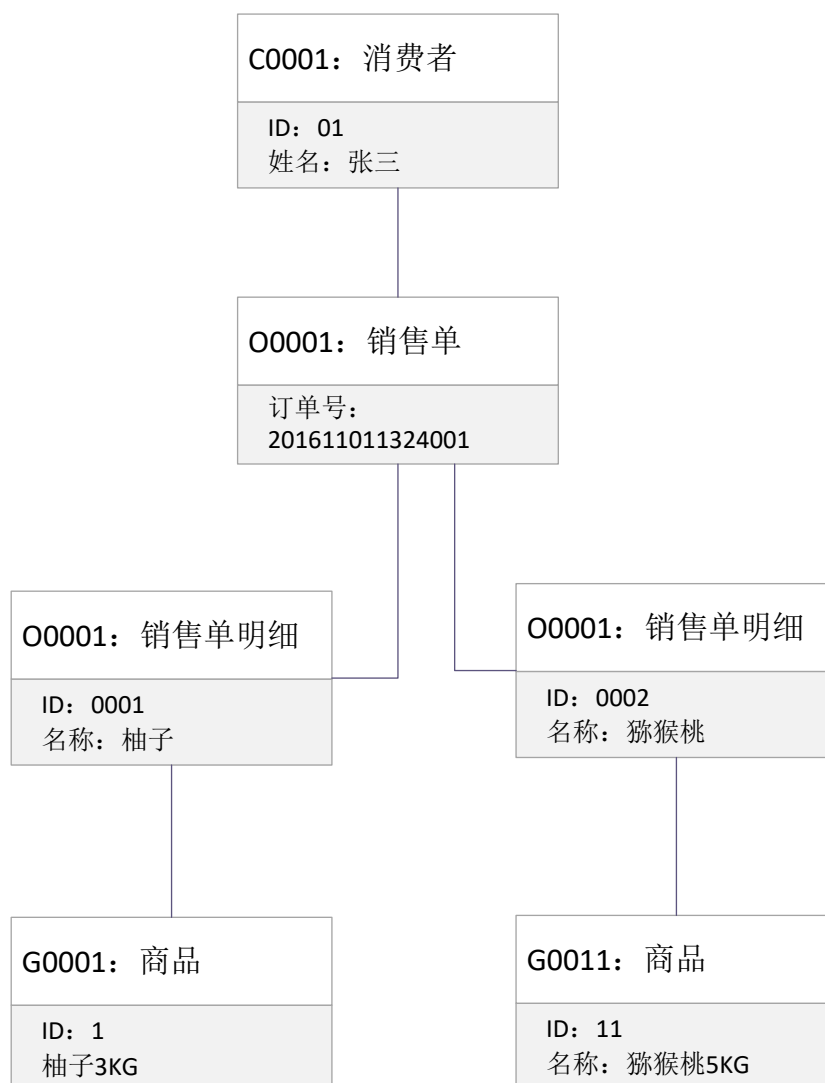 C0001：消费者
ID：01
姓名：张三
O0001：销售单
订单号：
201611011324001
O0001：销售单明细
ID：0001
名称：柚子
O0001：销售单明细
ID：0002
名称：猕猴桃
G0001：商品
ID：1
柚子3KG
G0011：商品
ID：11
名称：猕猴桃5KG